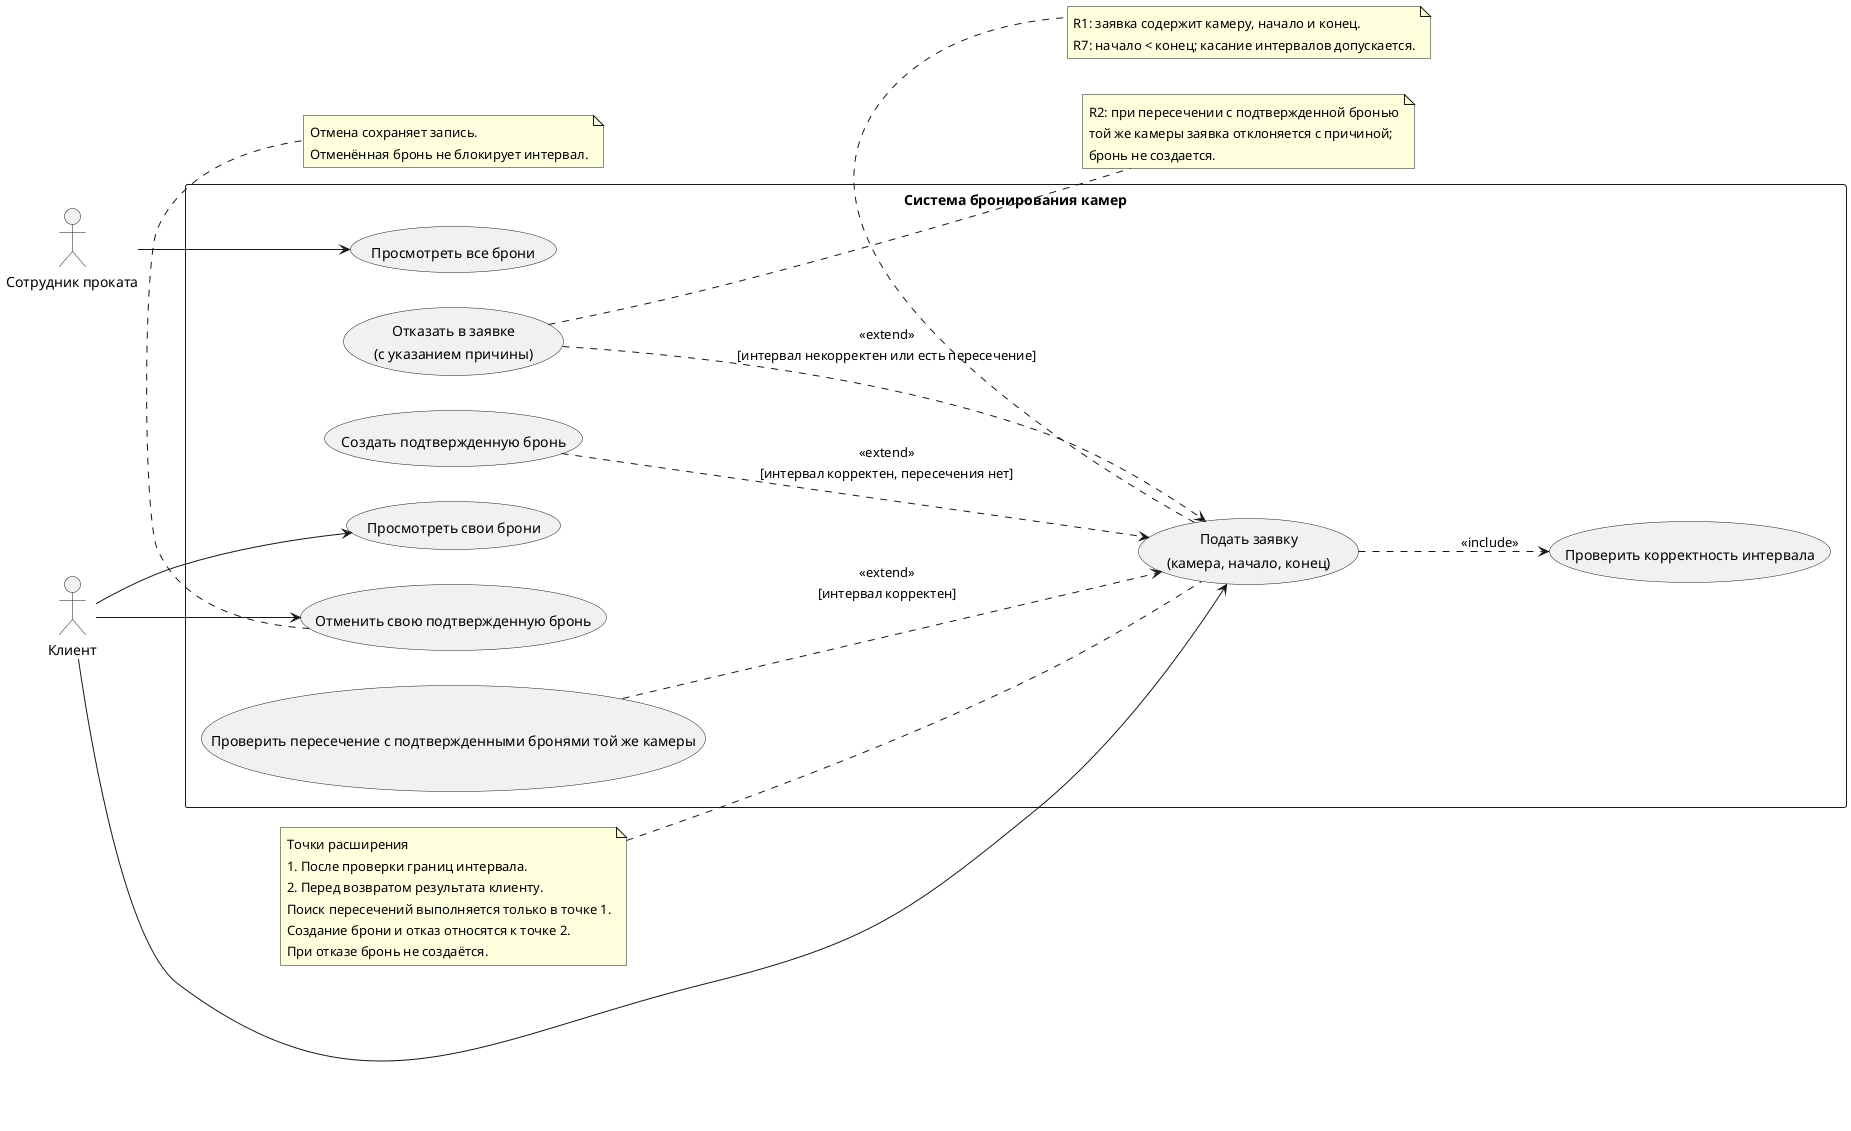 R1: заявка содержит камеру, начало и конец.
R7: начало < конец; касание интервалов допускается.
R2: при пересечении с подтвержденной бронью
той же камеры заявка отклоняется с причиной;
бронь не создается.
Отмена сохраняет запись.
Отменённая бронь не блокирует интервал.
Система бронирования камер
Сотрудник проката
Просмотреть все брони
Отказать в заявке
(с указанием причины)
«extend»
[интервал некорректен или есть пересечение]
Создать подтвержденную бронь
«extend»
[интервал корректен, пересечения нет]
Просмотреть свои брони
Подать заявку
(камера, начало, конец)
«include»
Проверить корректность интервала
Клиент
Отменить свою подтвержденную бронь
«extend»
[интервал корректен]
Проверить пересечение с подтвержденными бронями той же камеры
Точки расширения
1. После проверки границ интервала.
2. Перед возвратом результата клиенту.
Поиск пересечений выполняется только в точке 1.
Создание брони и отказ относятся к точке 2.
При отказе бронь не создаётся.